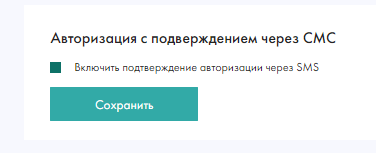 Авторизация с подверждением через СМС
Включить подтверждение авторизации через SMS
Сохранить